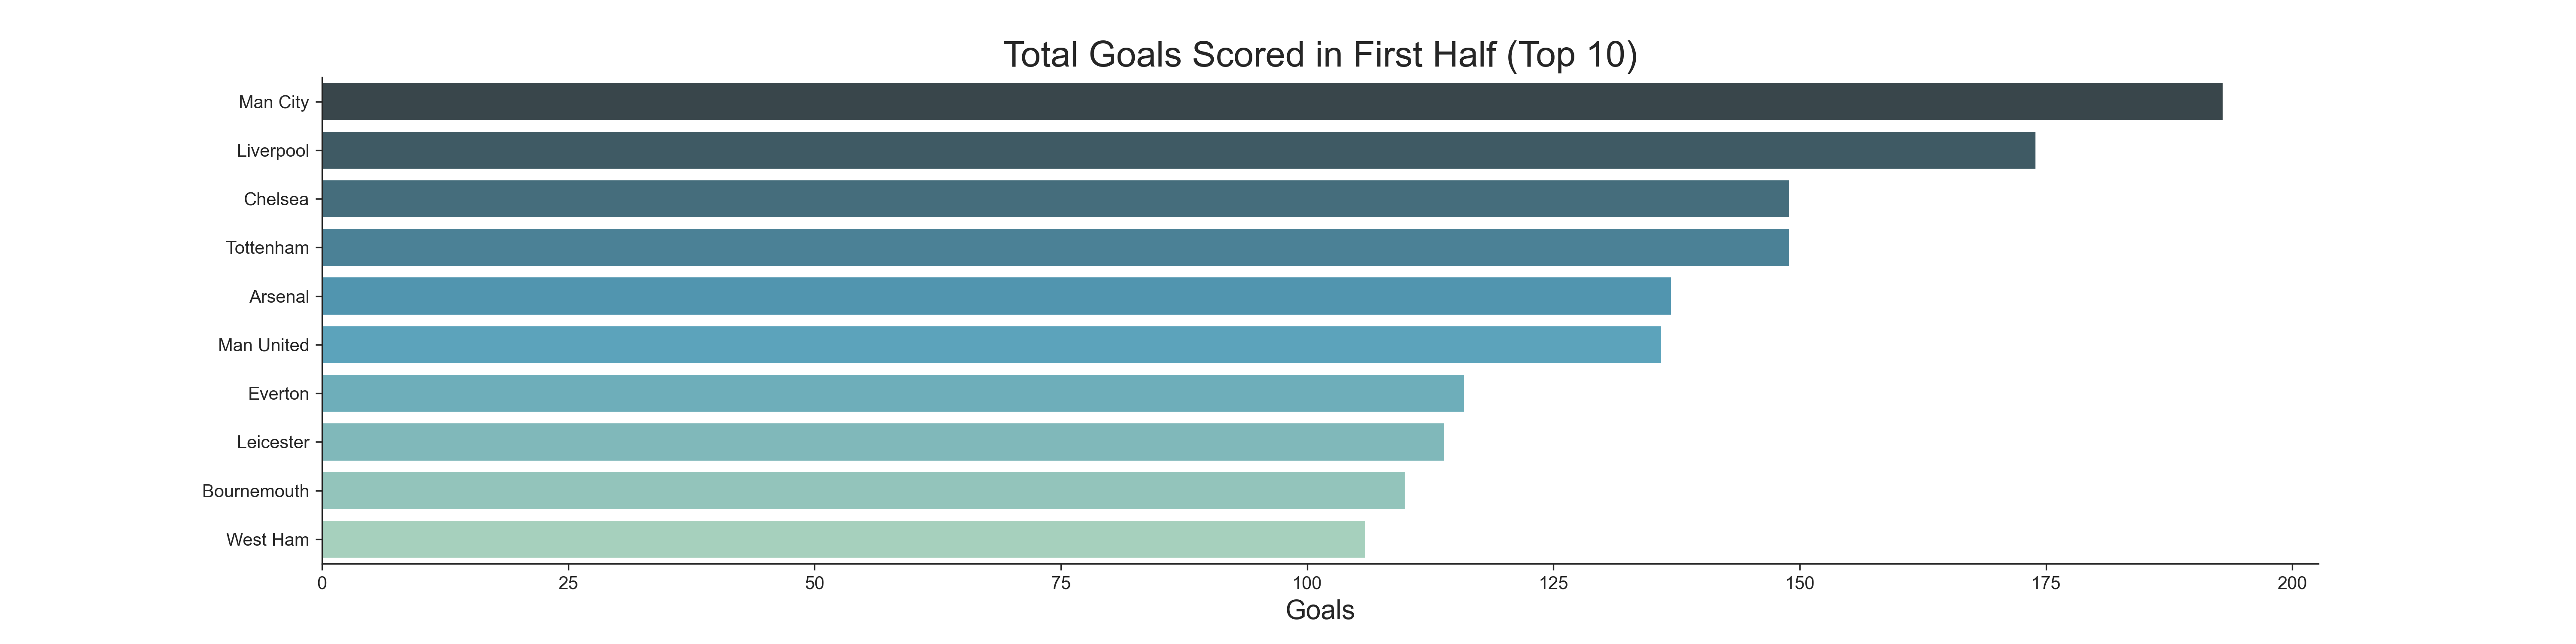 Total Goals Scored in First Half (Top 10)
Man City
Liverpool
Chelsea
Tottenham
Arsenal
Man United
Everton
Leicester
Bournemouth
West Ham
0 25 50 75 100 125 150 175 200
Goals